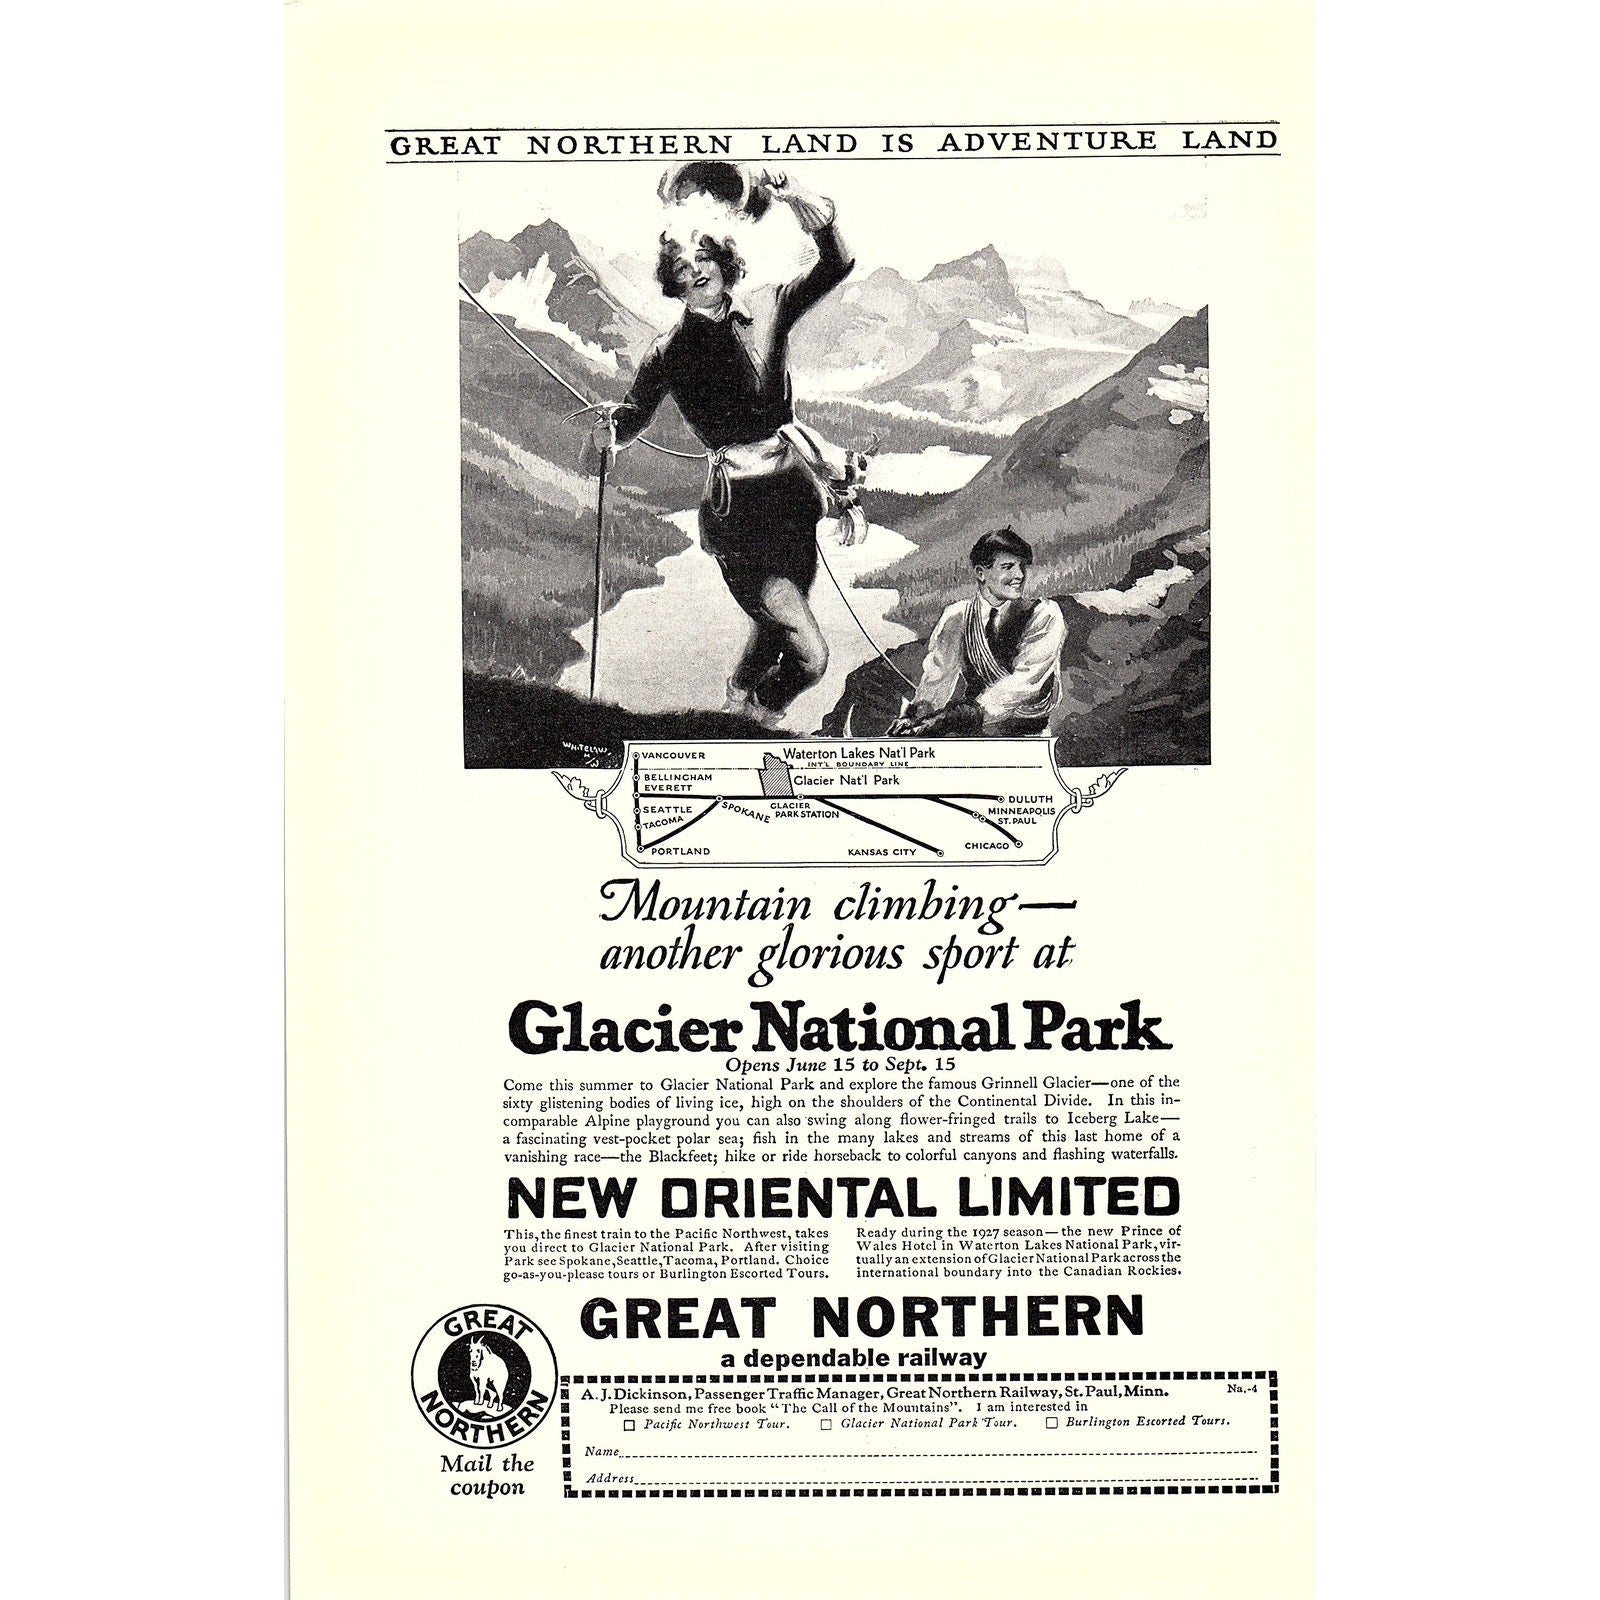 GREAT NORTHERN LAND IS ADVENTURE LAND
WHITELAW
VANCOUVER
Waterton Lakes Nat'l Park
INT'L BOUNDARY LINE
BELLINGHAM
Glacier Nat'l Park
EVERETT
SEATTLE
TACOMA
SPOKANE
GLACIER
PARK STATION
DULUTH
MINNEAPOLIS
ST. PAUL
PORTLAND
KANSAS CITY
CHICAGO
Mountain climbing—
another glorious sport at
Glacier National Park
Opens June 15 to Sept. 15
Come this summer to Glacier National Park and explore the famous Grinnell Glacier—one of the
sixty glistening bodies of living ice, high on the shoulders of the Continental Divide. In this in-
comparable Alpine playground you can also swing along flower-fringed trails to Iceberg Lake—
a fascinating vest-pocket polar sea; fish in the many lakes and streams of this last home of a
vanishing race—the Blackfeet; hike or ride horseback to colorful canyons and flashing waterfalls.
NEW ORIENTAL LIMITED
This, the finest train to the Pacific Northwest, takes
you direct to Glacier National Park. After visiting
Park see Spokane, Seattle, Tacoma, Portland. Choice
go-as-you-please tours or Burlington Escorted Tours.
Ready during the 1927 season—the new Prince of
Wales Hotel in Waterton Lakes National Park, vir-
tually an extension of Glacier National Park across the
international boundary into the Canadian Rockies.
GREAT NORTHERN
a dependable railway
GREAT
NORTHERN
Mail the
coupon
A. J. Dickinson, Passenger Traffic Manager, Great Northern Railway, St. Paul, Minn. Na.-4
Please send me free book "The Call of the Mountains". I am interested in
□ Pacific Northwest Tour. □ Glacier National Park Tour. □ Burlington Escorted Tours.
Name
Address